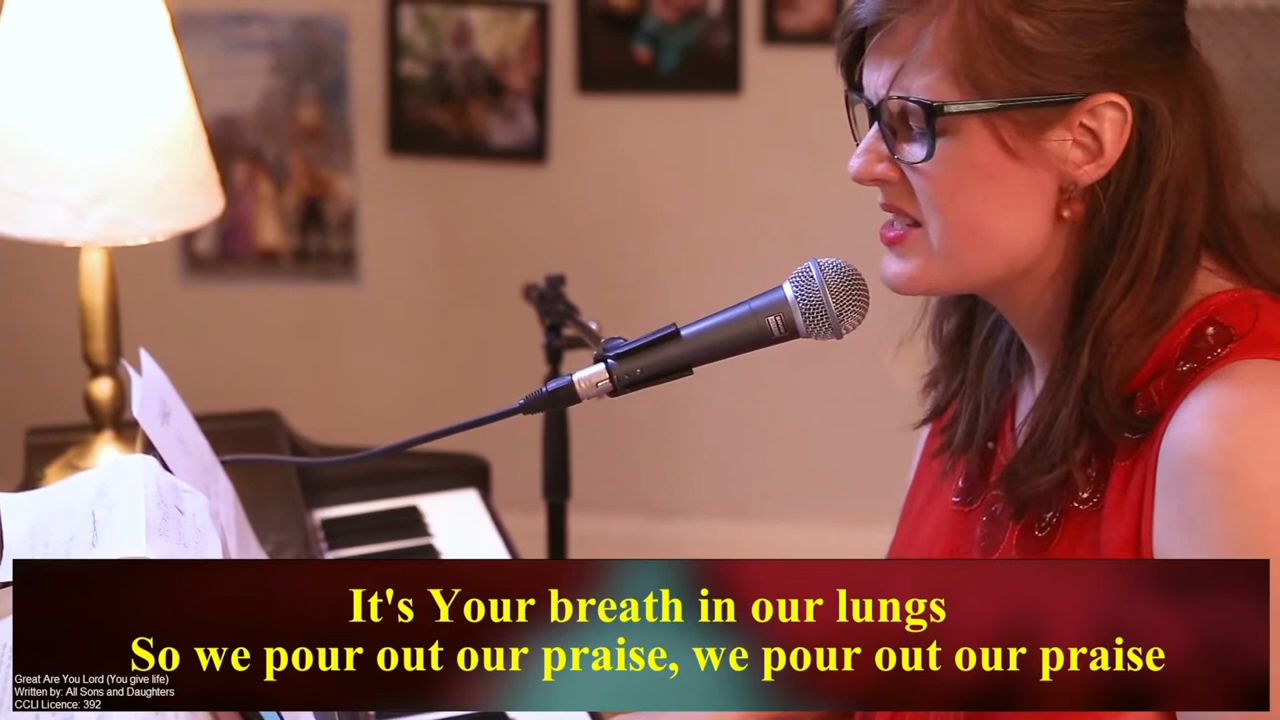 It's Your breath in our lungs
So we pour out our praise, we pour out our praise
Great Are You Lord (You give life)
Written by: All Sons and Daughters
CCLI Licence: 392